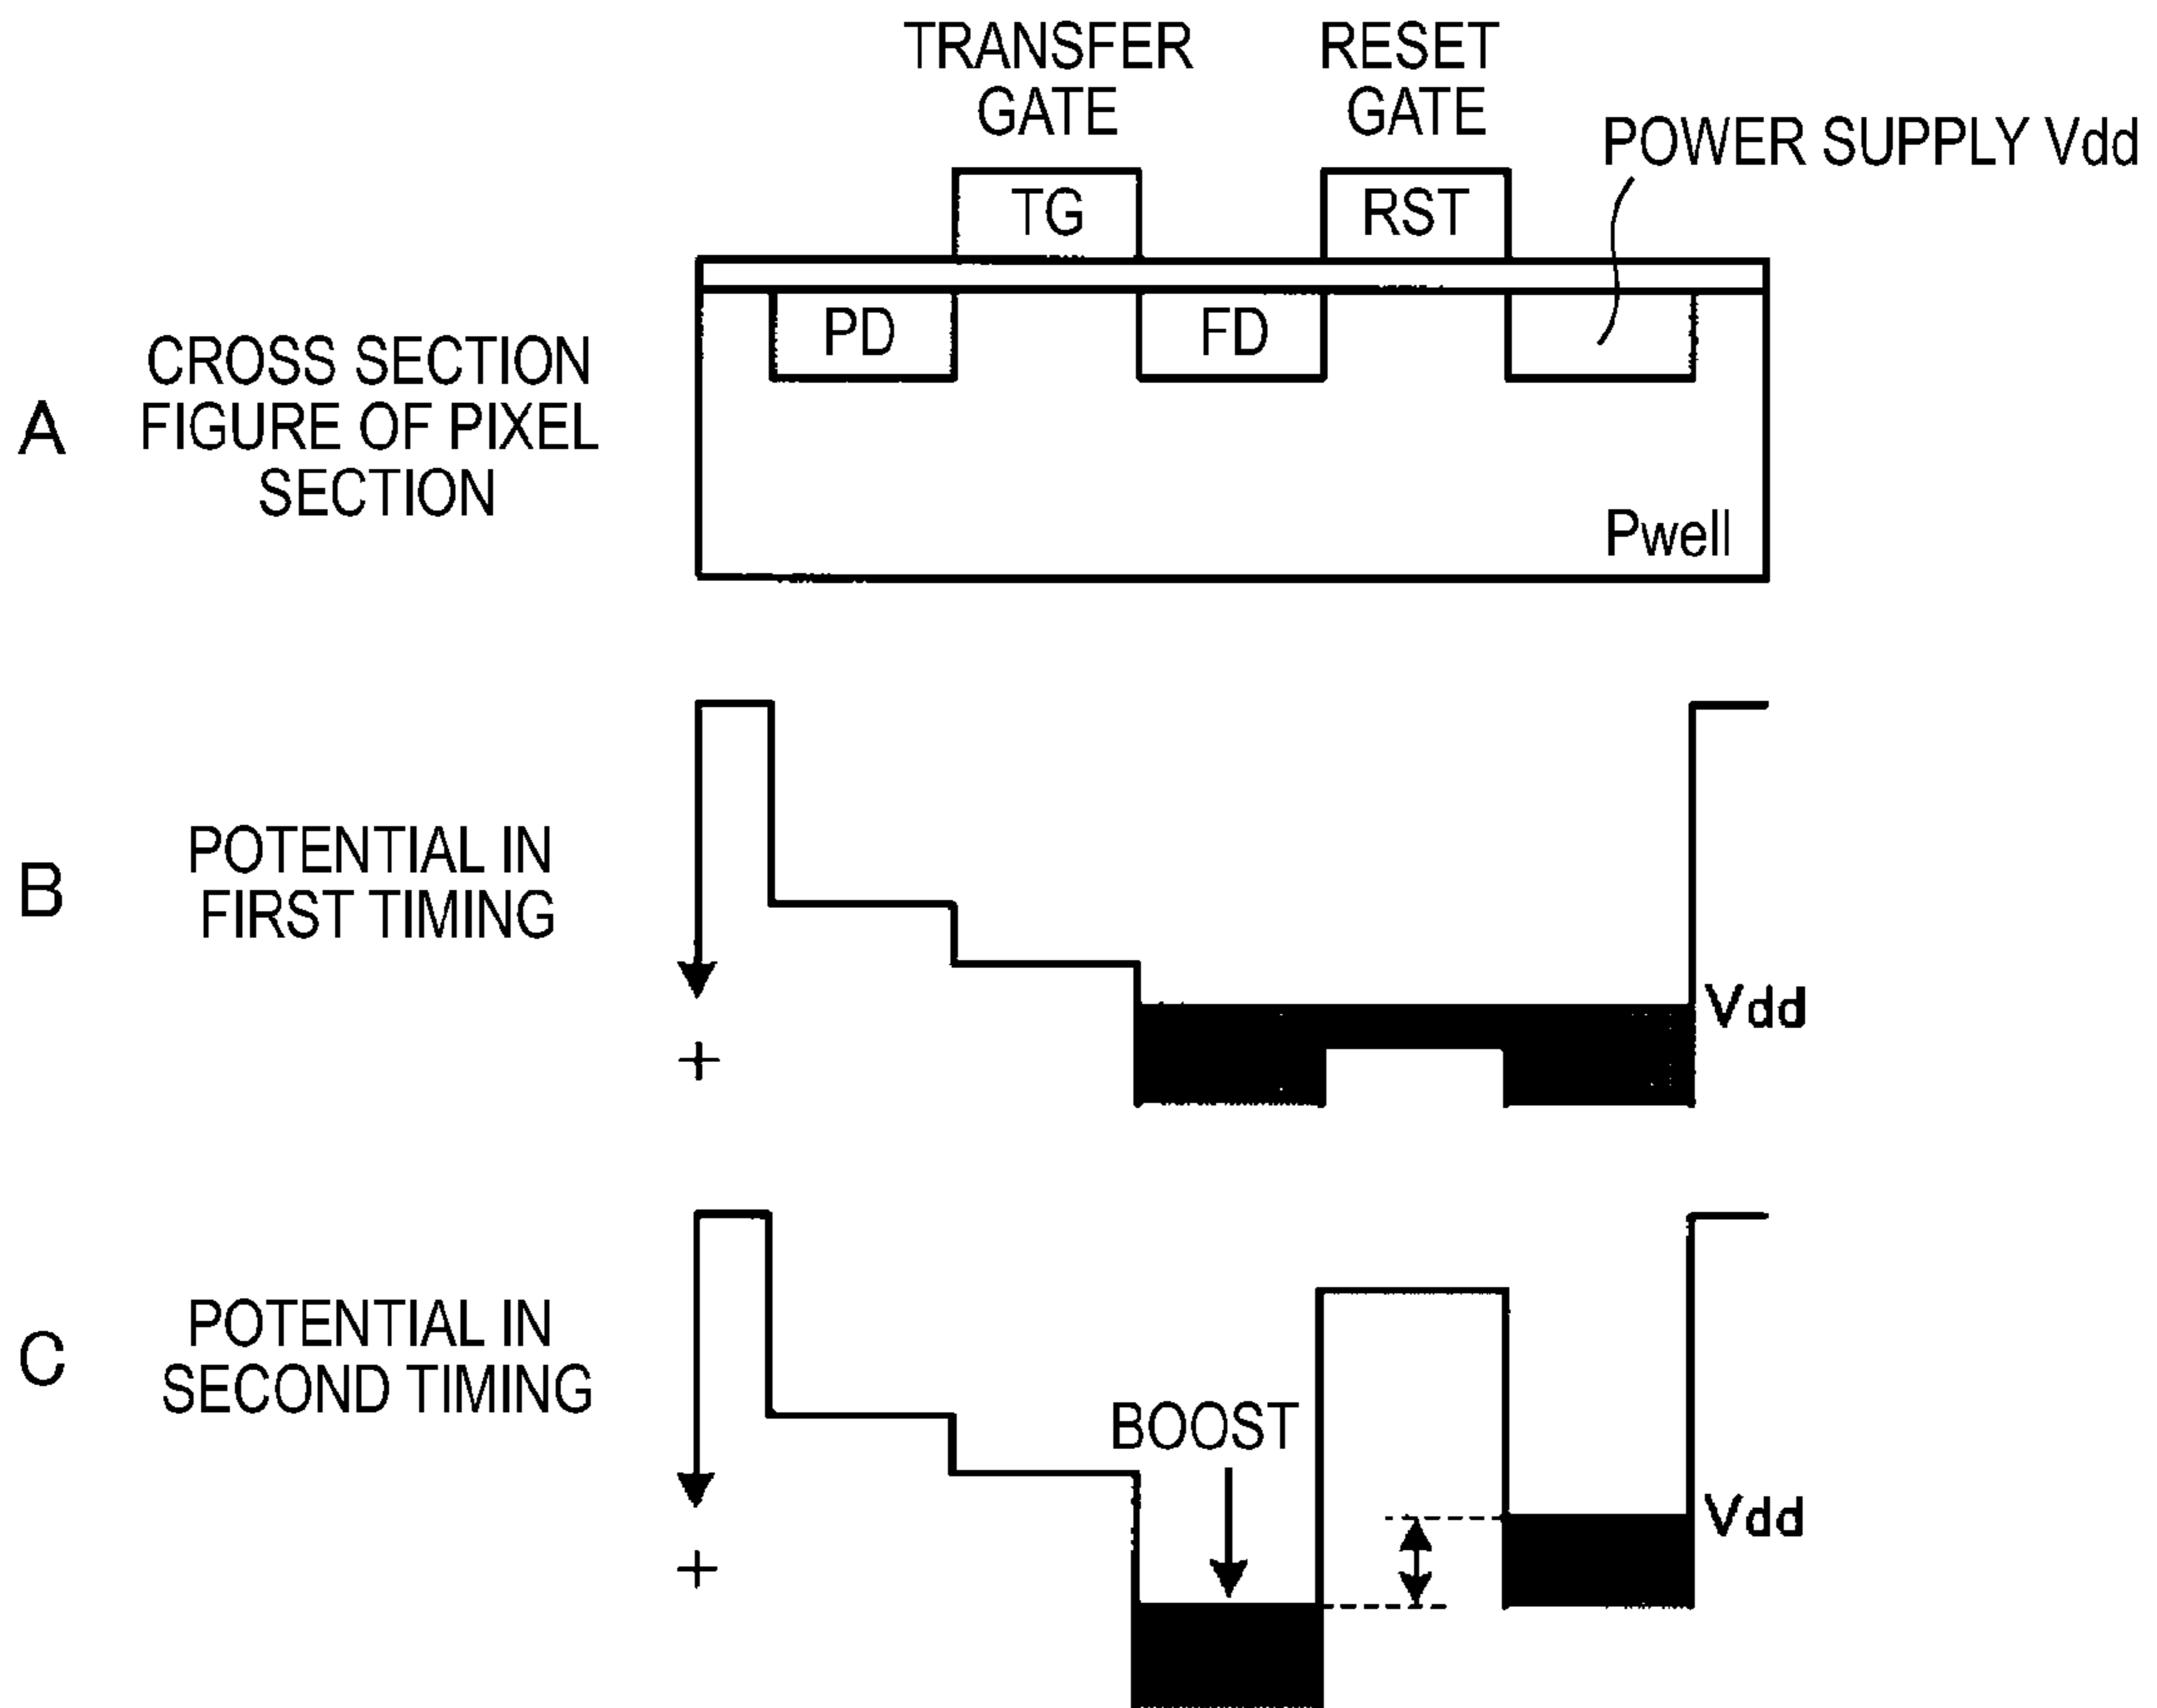 TRANSFER
GATE
RESET
GATE
POWER SUPPLY Vdd
TG
RST
PD
FD
A
CROSS SECTION
FIGURE OF PIXEL
SECTION
Pwell
B
POTENTIAL IN
FIRST TIMING
Vdd
+
C
POTENTIAL IN
SECOND TIMING
BOOST
Vdd
+